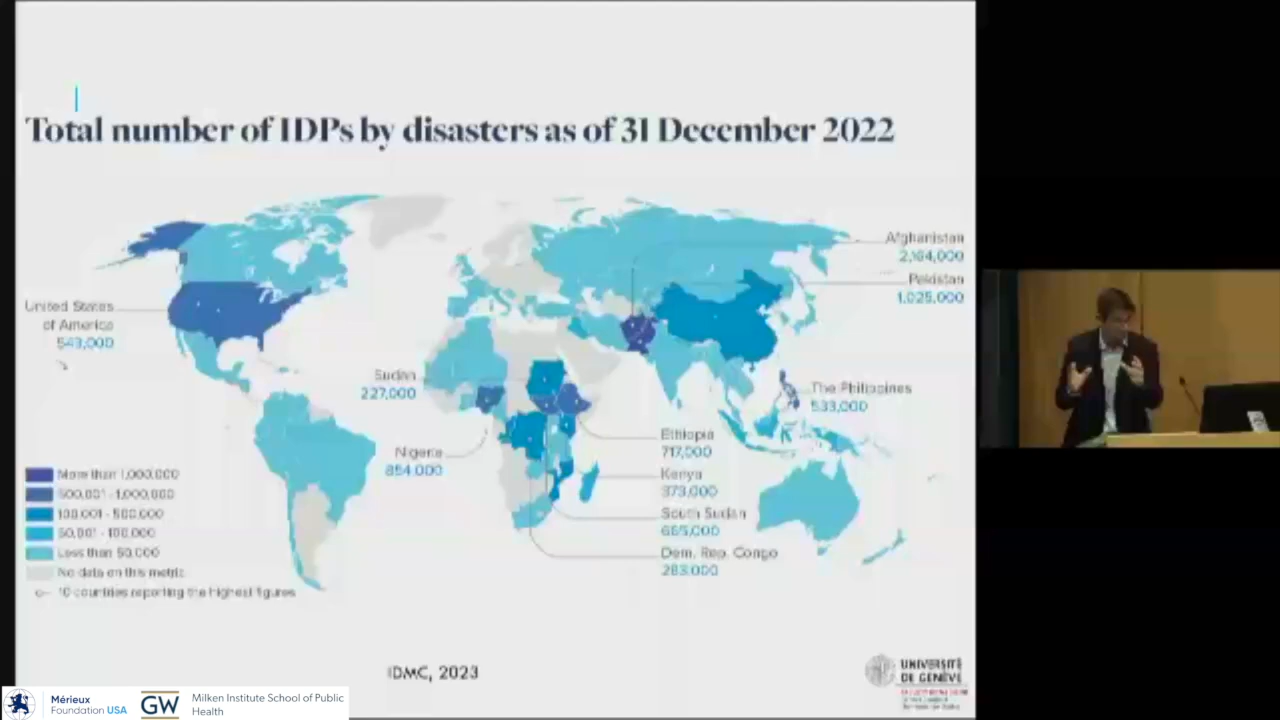 Total number of IDPs by disasters as of 31 December 2022
Afghanistan
2,164,000
Pakistan
1,025,000
United States
of America
543,000
Sudan
227,000
The Philippines
533,000
Nigeria
854,000
Ethiopia
717,000
Kenya
373,000
South Sudan
665,000
Dem. Rep. Congo
283,000
More than 1,000,000
500,001 - 1,000,000
100,001 - 500,000
50,001 - 100,000
Less than 50,000
No data on this metric
10 countries reporting the highest figures
IDMC, 2023
UNIVERSITÉ
DE GENÈVE
Mérieux
Foundation USA
GW
Milken Institute School of Public
Health